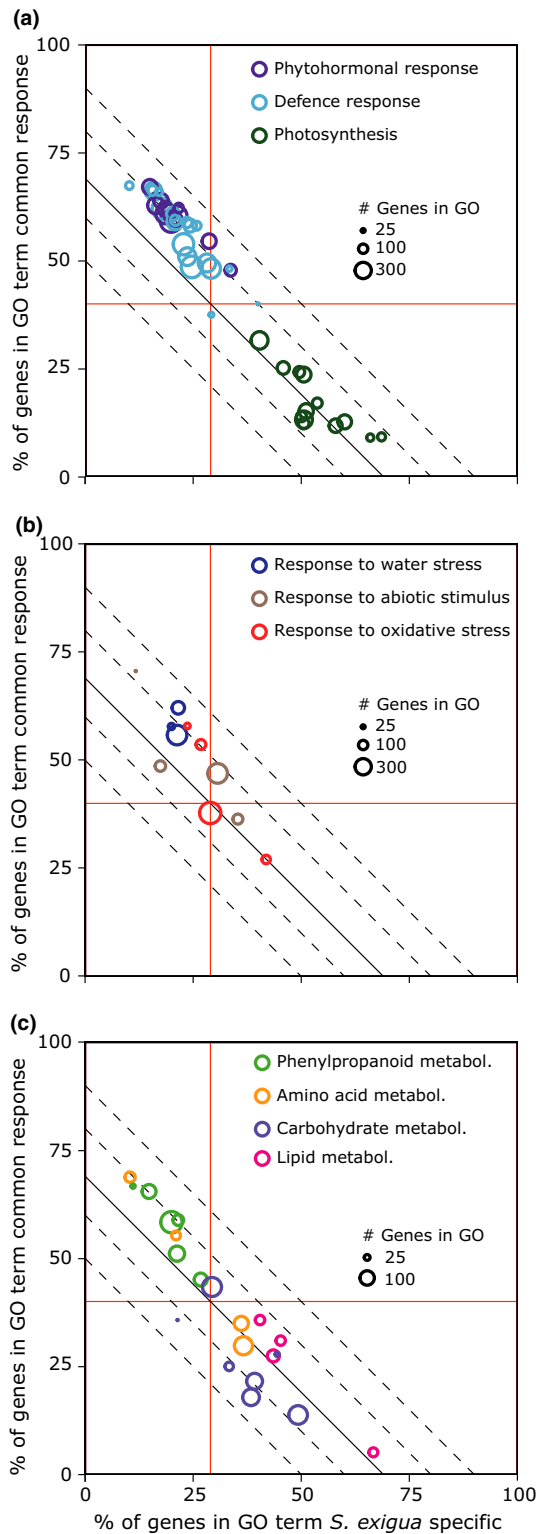 (a)
% of genes in GO term common response
100
75
50
25
0
Phytohormonal response
Defence response
Photosynthesis
# Genes in GO
25
100
300
(b)
% of genes in GO term common response
100
75
50
25
0
Response to water stress
Response to abiotic stimulus
Response to oxidative stress
# Genes in GO
25
100
300
(c)
% of genes in GO term common response
100
75
50
25
0
Phenylpropanoid metabol.
Amino acid metabol.
Carbohydrate metabol.
Lipid metabol.
# Genes in GO
25
100
0
25
50
75
100
% of genes in GO term S. exigua specific